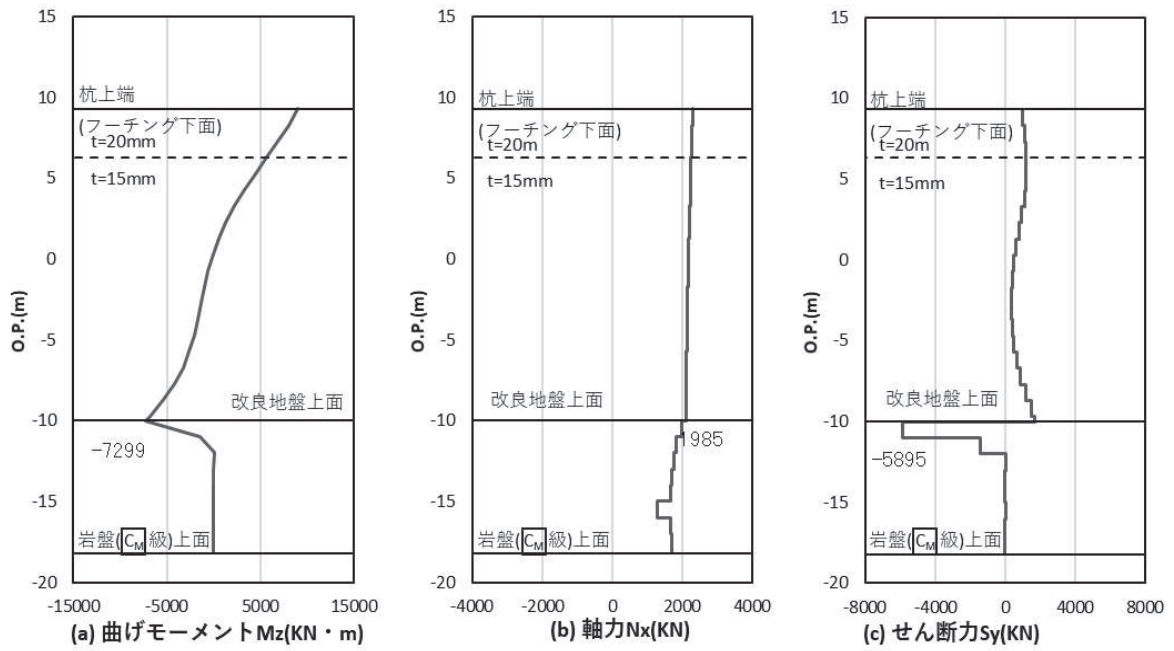 15
10
5
0
-5
-10
-15
-20
O.P.(m)
杭上端
(フーチング下面)
t=20mm
t=15mm
改良地盤上面
-7299
岩盤(CM級)上面
-15000 -5000 5000 15000
(a) 曲げモーメントMz(KN・m)
15
10
5
0
-5
-10
-15
-20
O.P.(m)
杭上端
(フーチング下面)
t=20m
t=15mm
改良地盤上面
1985
岩盤(CM級)上面
-4000 -2000 0 2000 4000
(b) 軸力Nx(KN)
15
10
5
0
-5
-10
-15
-20
O.P.(m)
杭上端
(フーチング下面)
t=20m
t=15mm
改良地盤上面
-5895
岩盤(CM級)上面
-8000 -4000 0 4000 8000
(c) せん断力Sy(KN)